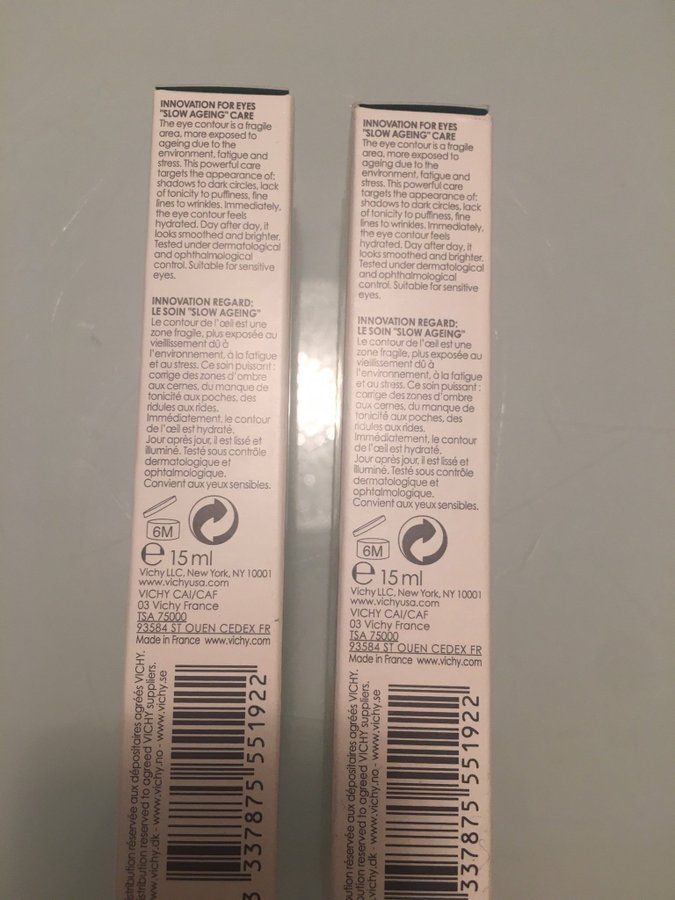 INNOVATION FOR EYES
"SLOW AGEING" CARE
The eye contour is a fragile
area, more exposed to
ageing due to the
environment, fatigue and
stress. This powerful care
targets the appearance of:
shadows to dark circles, lack
of tonicity to puffiness, fine
lines to wrinkles. Immediately,
the eye contour feels
hydrated. Day after day, it
looks smoothed and brighter.
Tested under dermatological
and ophthalmological
control. Suitable for sensitive
eyes.
INNOVATION REGARD:
LE SOIN "SLOW AGEING"
Le contour de l'œil est une
zone fragile, plus exposée au
vieillissement dû à
l'environnement, à la fatigue
et au stress. Ce soin puissant :
corrige des zones d'ombre
aux cernes, du manque de
tonicité aux poches, des
ridules aux rides.
Immédiatement, le contour
de l'œil est hydraté.
Jour après jour, il est lissé et
illuminé. Testé sous contrôle
dermatologique et
ophtalmologique.
Convient aux yeux sensibles.
6M
e 15 ml
Vichy LLC, New York, NY 10001
www.vichyusa.com
VICHY CAI/CAF
03 Vichy France
TSA 75000
93584 ST OUEN CEDEX FR
Made in France www.vichy.com
distribution réservée aux dépositaires agréés VICHY.
distribution reserved to agreed VICHY suppliers.
www.vichy.dk - www.vichy.no - www.vichy.se
3 337875 551922
INNOVATION FOR EYES
"SLOW AGEING" CARE
The eye contour is a fragile
area, more exposed to
ageing due to the
environment, fatigue and
stress. This powerful care
targets the appearance of:
shadows to dark circles, lack
of tonicity to puffiness, fine
lines to wrinkles. Immediately,
the eye contour feels
hydrated. Day after day, it
looks smoothed and brighter.
Tested under dermatological
and ophthalmological
control. Suitable for sensitive
eyes.
INNOVATION REGARD:
LE SOIN "SLOW AGEING"
Le contour de l'œil est une
zone fragile, plus exposée au
vieillissement dû à
l'environnement, à la fatigue
et au stress. Ce soin puissant :
corrige des zones d'ombre
aux cernes, du manque de
tonicité aux poches, des
ridules aux rides.
Immédiatement, le contour
de l'œil est hydraté.
Jour après jour, il est lissé et
illuminé. Testé sous contrôle
dermatologique et
ophtalmologique.
Convient aux yeux sensibles.
6M
e 15 ml
Vichy LLC, New York, NY 10001
www.vichyusa.com
VICHY CAI/CAF
03 Vichy France
TSA 75000
93584 ST OUEN CEDEX FR
Made in France www.vichy.com
réservée aux dépositaires agréés VICHY.
reserved to agreed VICHY suppliers.
vichy.dk - www.vichy.no - www.vichy.se
337875 551922